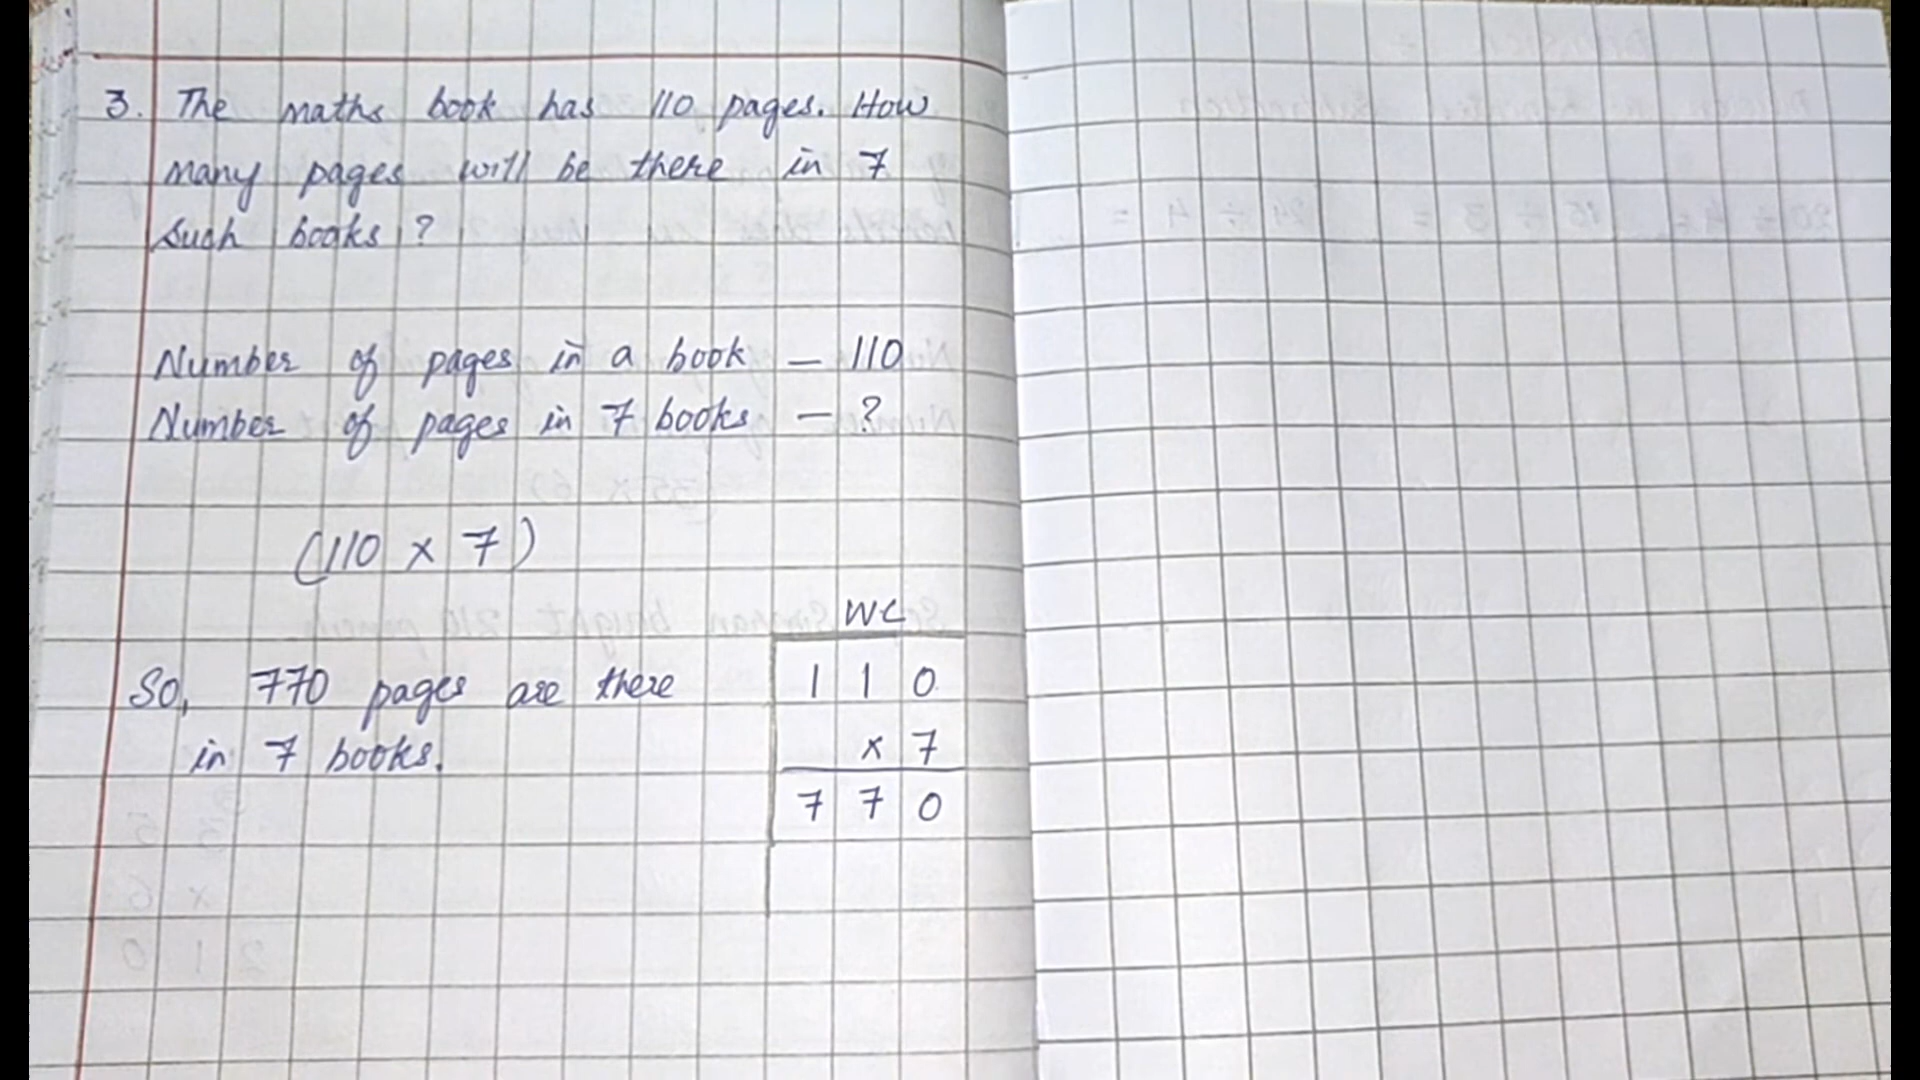 3. The maths book has 110 pages. How
many pages will be there in 7
such books?
Number of pages in a book – 110
Number of pages in 7 books – ?
(110 × 7)
WC
So, 770 pages are there
in 7 books.
1 1 0
× 7
7 7 0